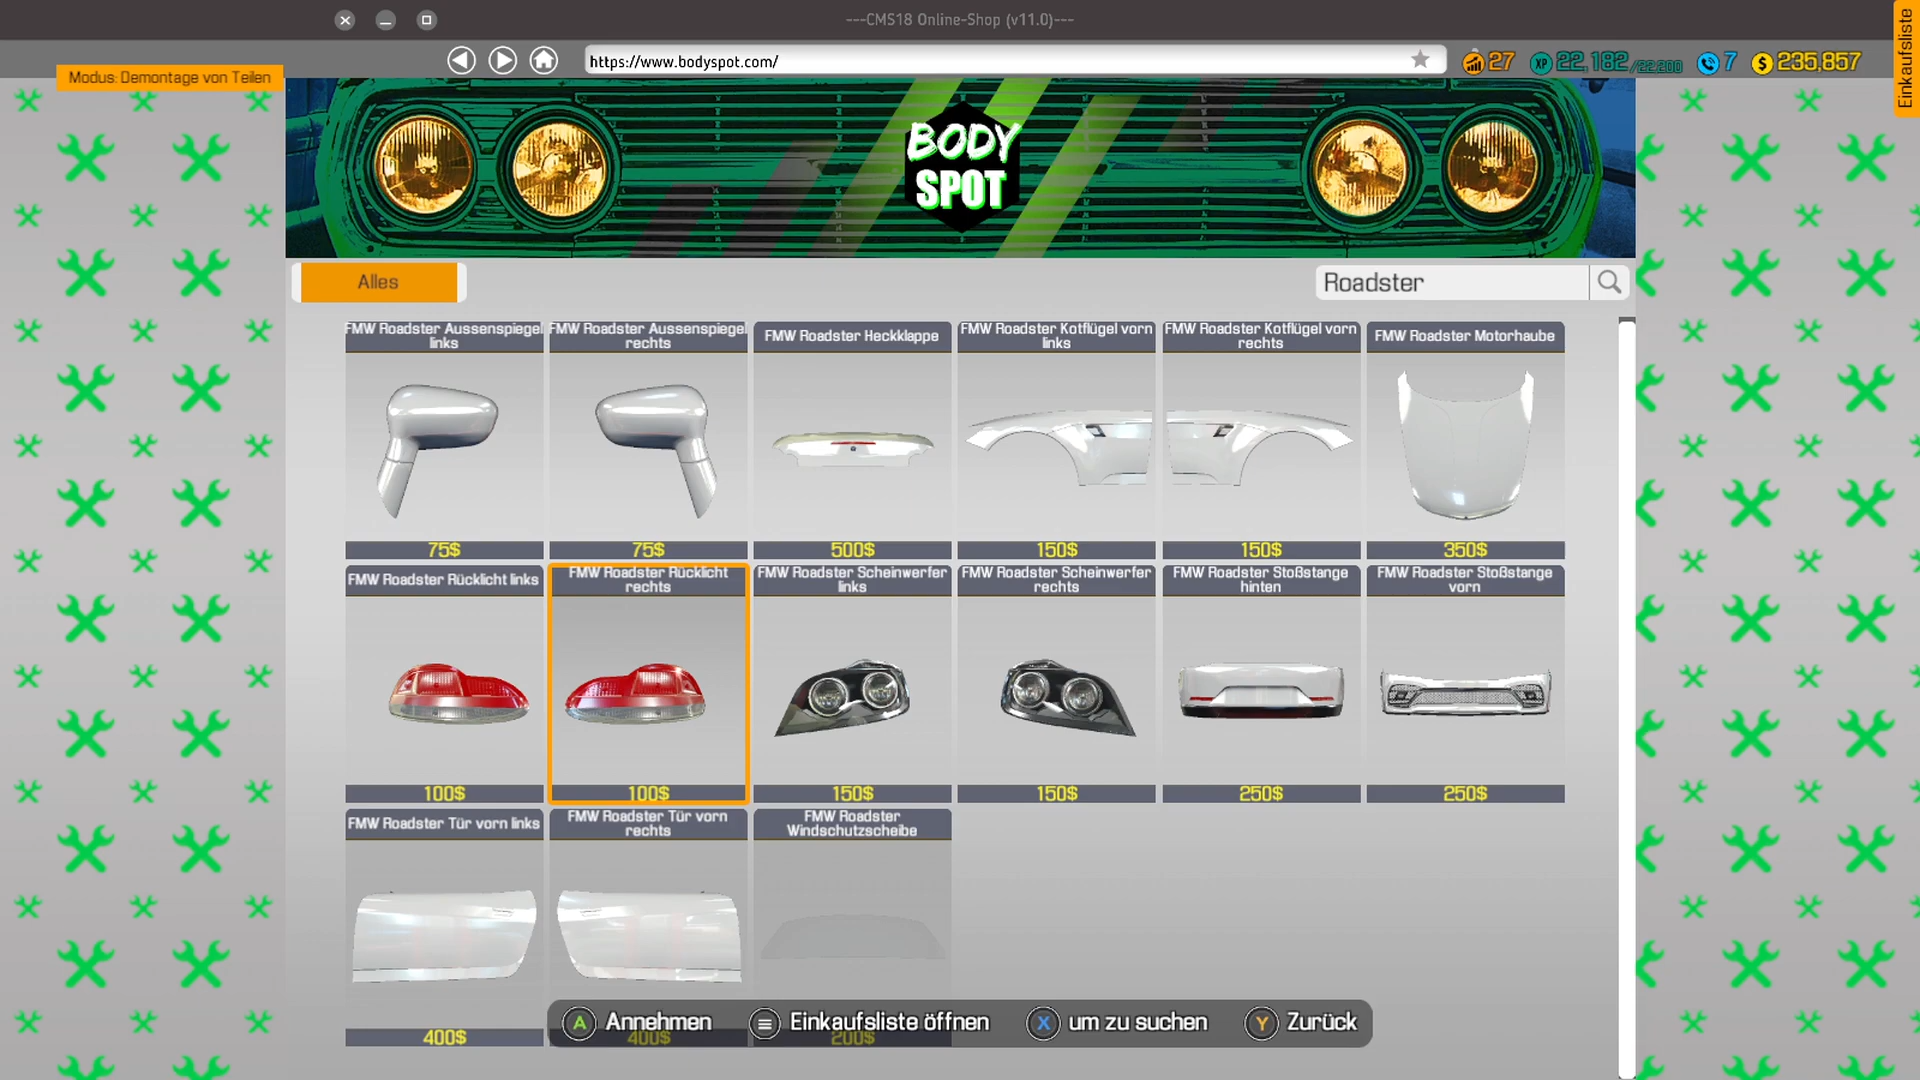 ---CMS18 Online-Shop (v11.0)---
Einkaufsliste
https://www.bodyspot.com/
27
XP 22,182/22200
7
$ 235,857
Modus: Demontage von Teilen
BODY
SPOT
Alles
Roadster
FMW Roadster Aussenspiegel
links
75$
FMW Roadster Aussenspiegel
rechts
75$
FMW Roadster Heckklappe
500$
FMW Roadster Kotflügel vorn
links
150$
FMW Roadster Kotflügel vorn
rechts
150$
FMW Roadster Motorhaube
350$
FMW Roadster Rücklicht links
100$
FMW Roadster Rücklicht
rechts
100$
FMW Roadster Scheinwerfer
links
150$
FMW Roadster Scheinwerfer
rechts
150$
FMW Roadster Stoßstange
hinten
250$
FMW Roadster Stoßstange
vorn
250$
FMW Roadster Tür vorn links
400$
FMW Roadster Tür vorn
rechts
400$
FMW Roadster
Windschutzscheibe
200$
A Annehmen
Einkaufsliste öffnen
X um zu suchen
Y Zurück